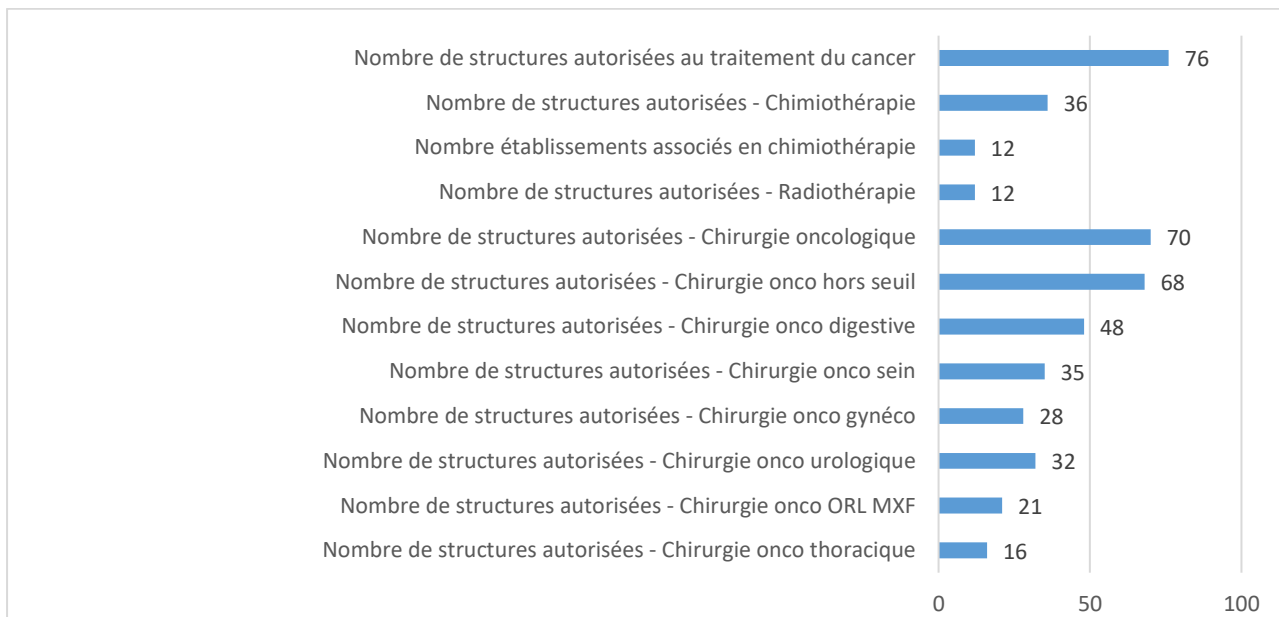 Nombre de structures autorisées au traitement du cancer 76
Nombre de structures autorisées - Chimiothérapie 36
Nombre établissements associés en chimiothérapie 12
Nombre de structures autorisées - Radiothérapie 12
Nombre de structures autorisées - Chirurgie oncologique 70
Nombre de structures autorisées - Chirurgie onco hors seuil 68
Nombre de structures autorisées - Chirurgie onco digestive 48
Nombre de structures autorisées - Chirurgie onco sein 35
Nombre de structures autorisées - Chirurgie onco gynéco 28
Nombre de structures autorisées - Chirurgie onco urologique 32
Nombre de structures autorisées - Chirurgie onco ORL MXF 21
Nombre de structures autorisées - Chirurgie onco thoracique 16
0 50 100